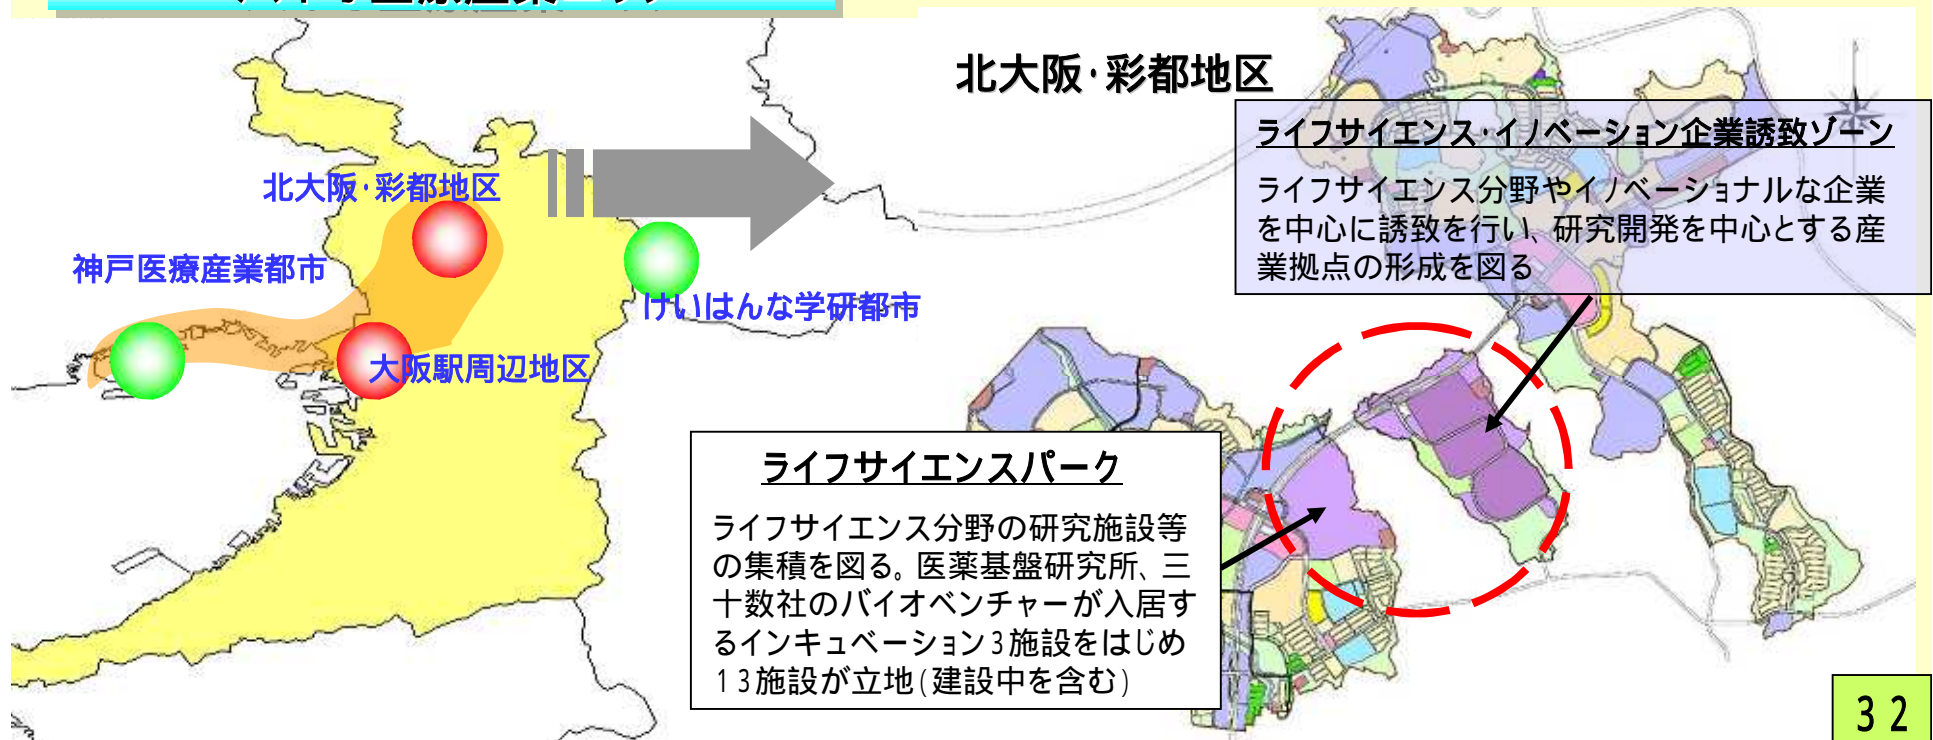 北大阪・彩都地区
ライフサイエンス・イノベーション企業誘致ゾーン
ライフサイエンス分野やイノベーショナルな企業
を中心に誘致を行い、研究開発を中心とする産
業拠点の形成を図る
北大阪・彩都地区
神戸医療産業都市
けいはんな学研都市
大阪駅周辺地区
ライフサイエンスパーク
ライフサイエンス分野の研究施設等
の集積を図る。医薬基盤研究所、三
十数社のバイオベンチャーが入居す
るインキュベーション3施設をはじめ
13施設が立地(建設中を含む)
32